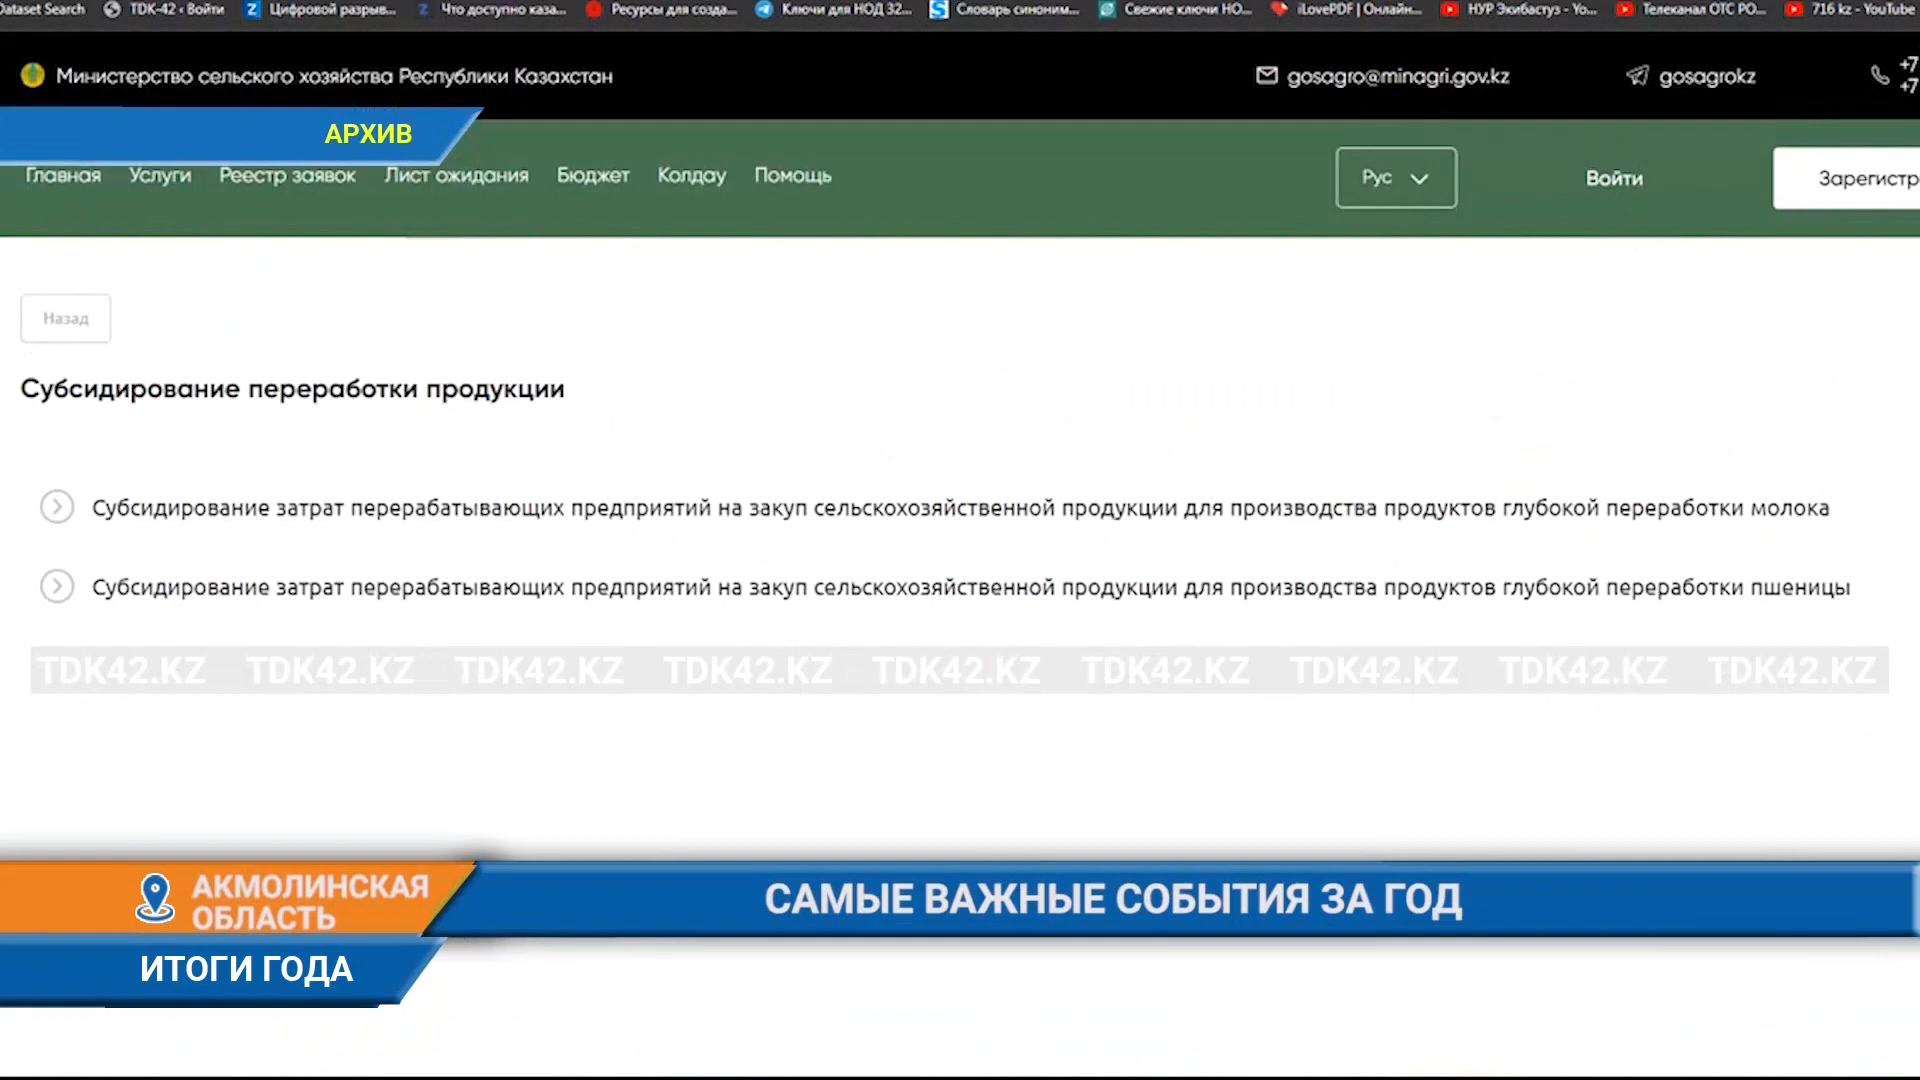 Dataset Search TDK-42 ‹ Войти Цифровой разрыв... Что доступно каза... Ресурсы для созда... Ключи для НОД 32... Словарь синоним... Свежие ключи НО... iLovePDF | Онлайн... НУР Экибастуз - Yo... Телеканал ОТС РО... 716 kz - YouTube
Министерство сельского хозяйства Республики Казахстан gosagro@minagri.gov.kz gosagrokz +7
+7
АРХИВ
Главная Услуги Реестр заявок Лист ожидания Бюджет Колдау Помощь Рус Войти Зарегистр
Назад
Субсидирование переработки продукции
Субсидирование затрат перерабатывающих предприятий на закуп сельскохозяйственной продукции для производства продуктов глубокой переработки молока
Субсидирование затрат перерабатывающих предприятий на закуп сельскохозяйственной продукции для производства продуктов глубокой переработки пшеницы
TDK42.KZ TDK42.KZ TDK42.KZ TDK42.KZ TDK42.KZ TDK42.KZ TDK42.KZ TDK42.KZ TDK42.KZ
АКМОЛИНСКАЯ
ОБЛАСТЬ
САМЫЕ ВАЖНЫЕ СОБЫТИЯ ЗА ГОД
ИТОГИ ГОДА